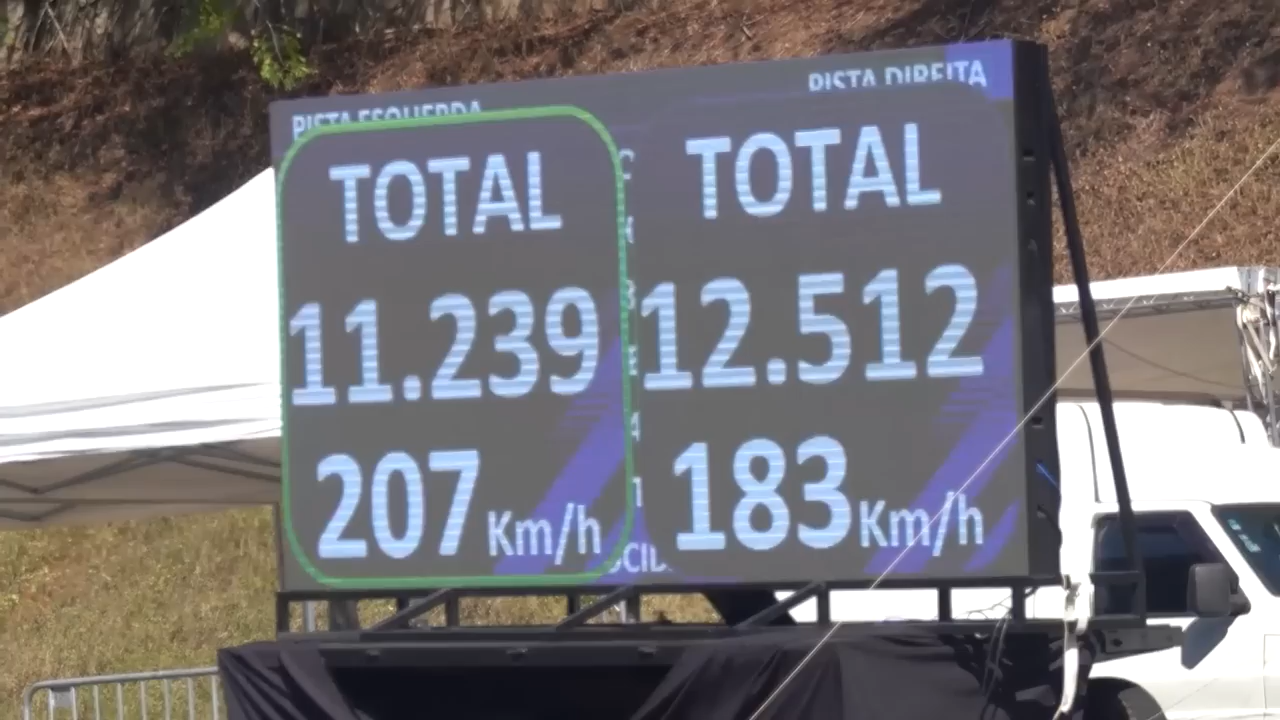 PISTA ESQUERDA
TOTAL
11.239
207 Km/h
PISTA DIREITA
TOTAL
12.512
183 Km/h